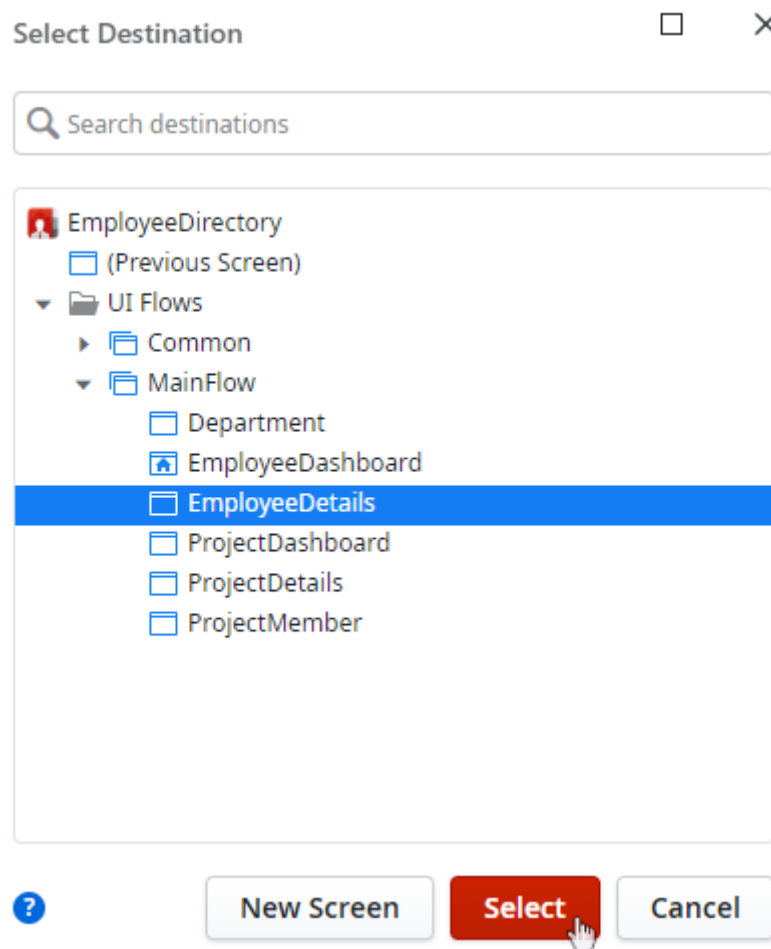 Select Destination
Search destinations
EmployeeDirectory
(Previous Screen)
UI Flows
Common
MainFlow
Department
EmployeeDashboard
EmployeeDetails
ProjectDashboard
ProjectDetails
ProjectMember
? New Screen Select Cancel